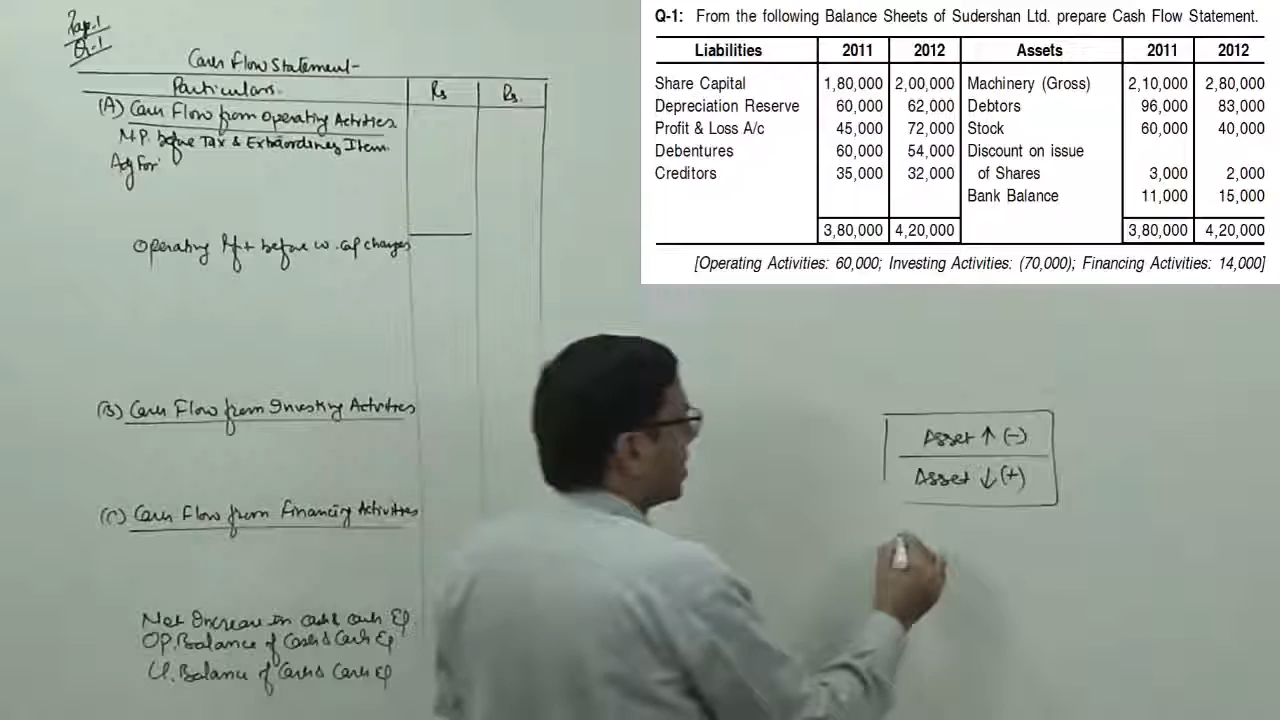 Q-1
Cash Flow Statement-
Particulars. Rs Rs.
(A) Cash Flow from Operating Activities
N.P. before Tax & Extraordinary Item
Adj For:
Operating Pft before w. cap changes
(B) Cash Flow from Investing Activities
(C) Cash Flow from Financing Activities
Net Increase in cash & cash Eq
OP. Balance of Cash & Cash Eq
Cl. Balance of Cash & Cash Eq
Q-1: From the following Balance Sheets of Sudershan Ltd. prepare Cash Flow Statement.
Liabilities 2011 2012 Assets 2011 2012
Share Capital 1,80,000 2,00,000 Machinery (Gross) 2,10,000 2,80,000
Depreciation Reserve 60,000 62,000 Debtors 96,000 83,000
Profit & Loss A/c 45,000 72,000 Stock 60,000 40,000
Debentures 60,000 54,000 Discount on issue
Creditors 35,000 32,000 of Shares 3,000 2,000
Bank Balance 11,000 15,000
3,80,000 4,20,000 3,80,000 4,20,000
[Operating Activities: 60,000; Investing Activities: (70,000); Financing Activities: 14,000]
Asset ↑ (-)
Asset ↓ (+)